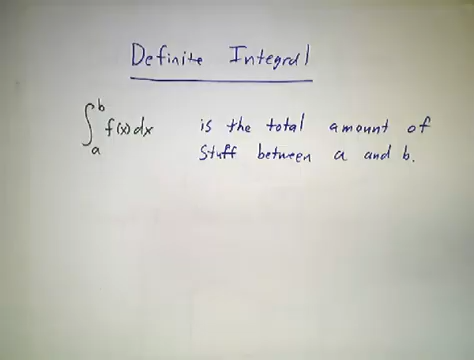 Definite Integral
∫ₐᵇ f(x)dx is the total amount of
Stuff between a and b.